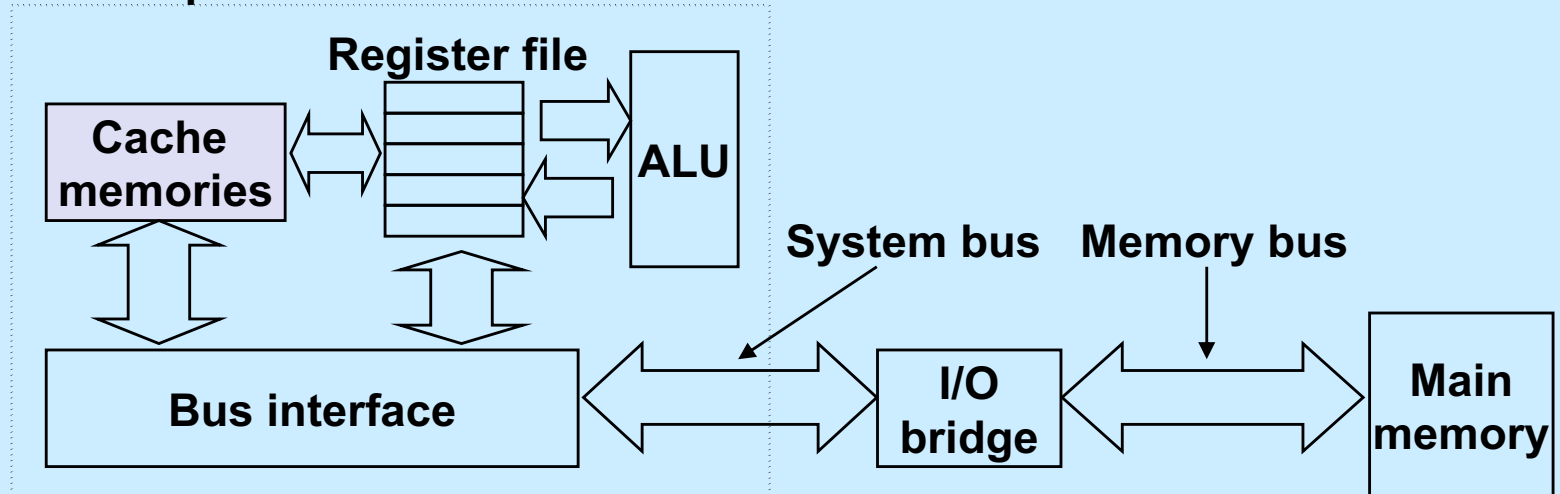 Register file
Cache
memories
ALU
System bus
Memory bus
Bus interface
I/O
bridge
Main
memory